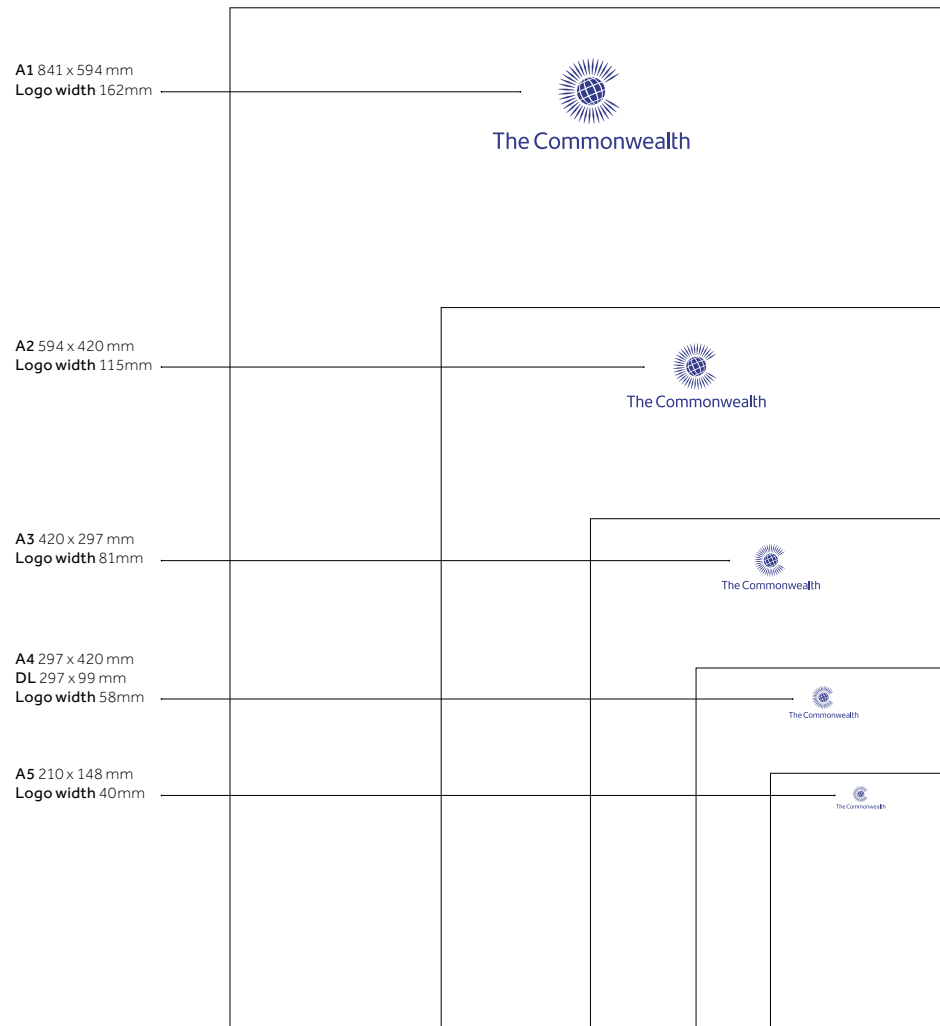 A1 841 x 594 mm
Logo width 162mm
The Commonwealth
A2 594 x 420 mm
Logo width 115mm
The Commonwealth
A3 420 x 297 mm
Logo width 81mm
The Commonwealth
A4 297 x 420 mm
DL 297 x 99 mm
Logo width 58mm
The Commonwealth
A5 210 x 148 mm
Logo width 40mm
The Commonwealth